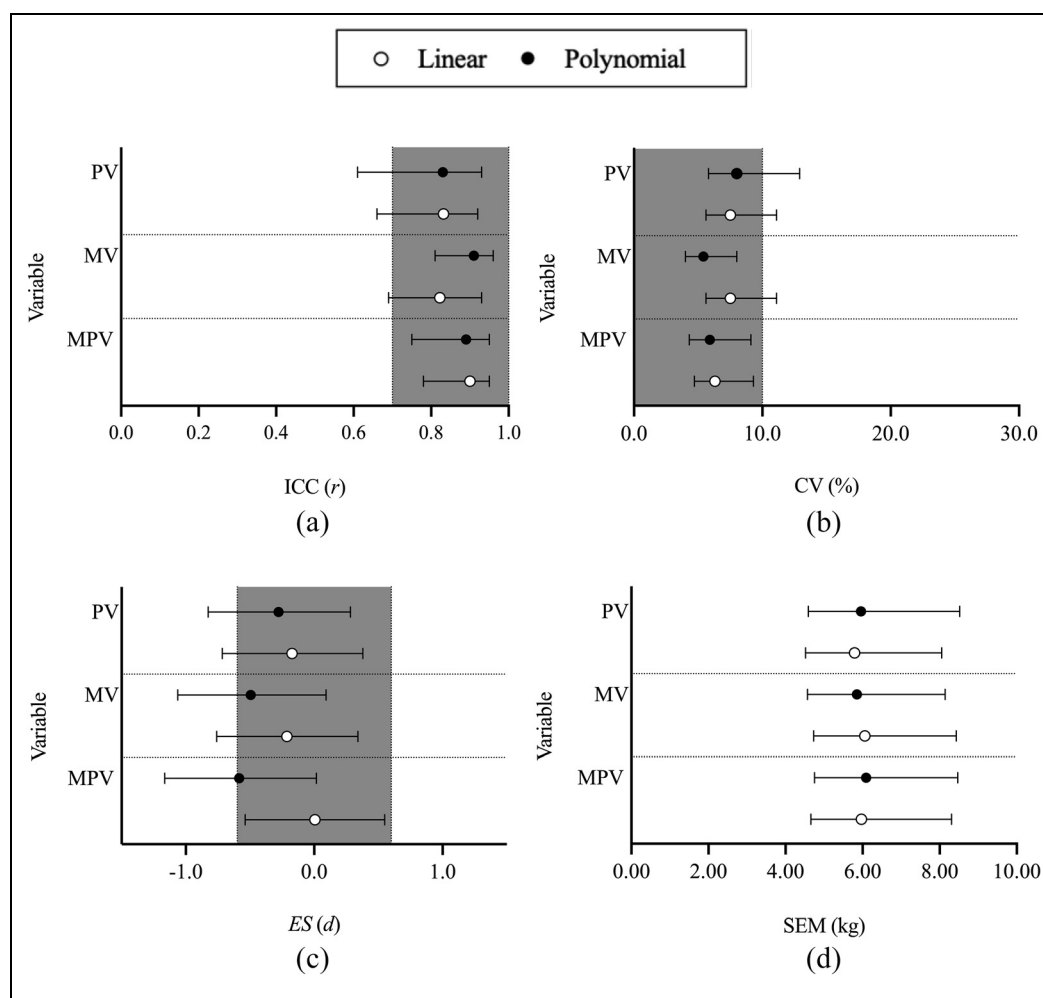 Linear Polynomial
PV
MV
MPV
Variable
0.0 0.2 0.4 0.6 0.8 1.0
ICC (r)
(a)
PV
MV
MPV
Variable
0.0 10.0 20.0 30.0
CV (%)
(b)
PV
MV
MPV
Variable
-1.0 0.0 1.0
ES (d)
(c)
PV
MV
MPV
Variable
0.00 2.00 4.00 6.00 8.00 10.00
SEM (kg)
(d)